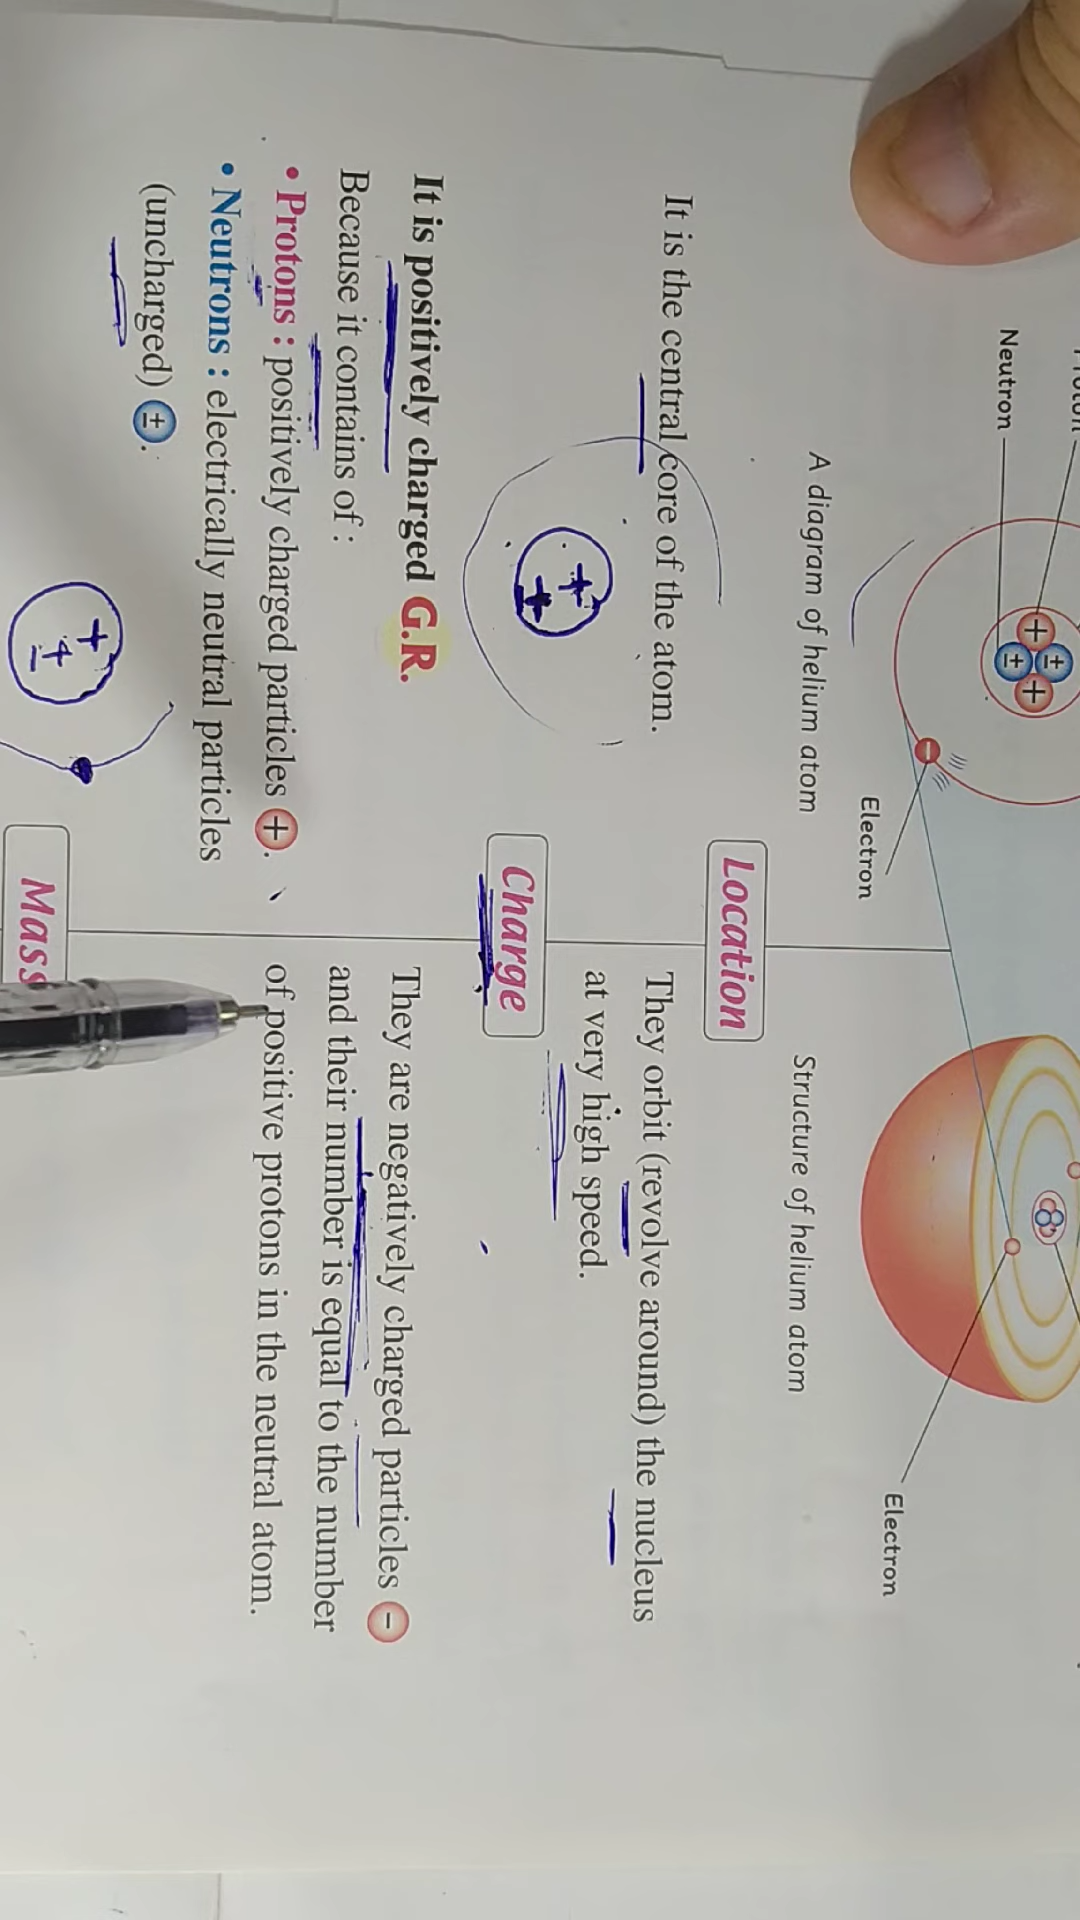 Neutron
Electron
A diagram of helium atom
Structure of helium atom
Electron
Location
It is the central core of the atom.
They orbit (revolve around) the nucleus
at very high speed.
Charge
It is positively charged G.R.
Because it contains of :
• Protons : positively charged particles +.
• Neutrons : electrically neutral particles
(uncharged) ±.
They are negatively charged particles -
and their number is equal to the number
of positive protons in the neutral atom.
Mass